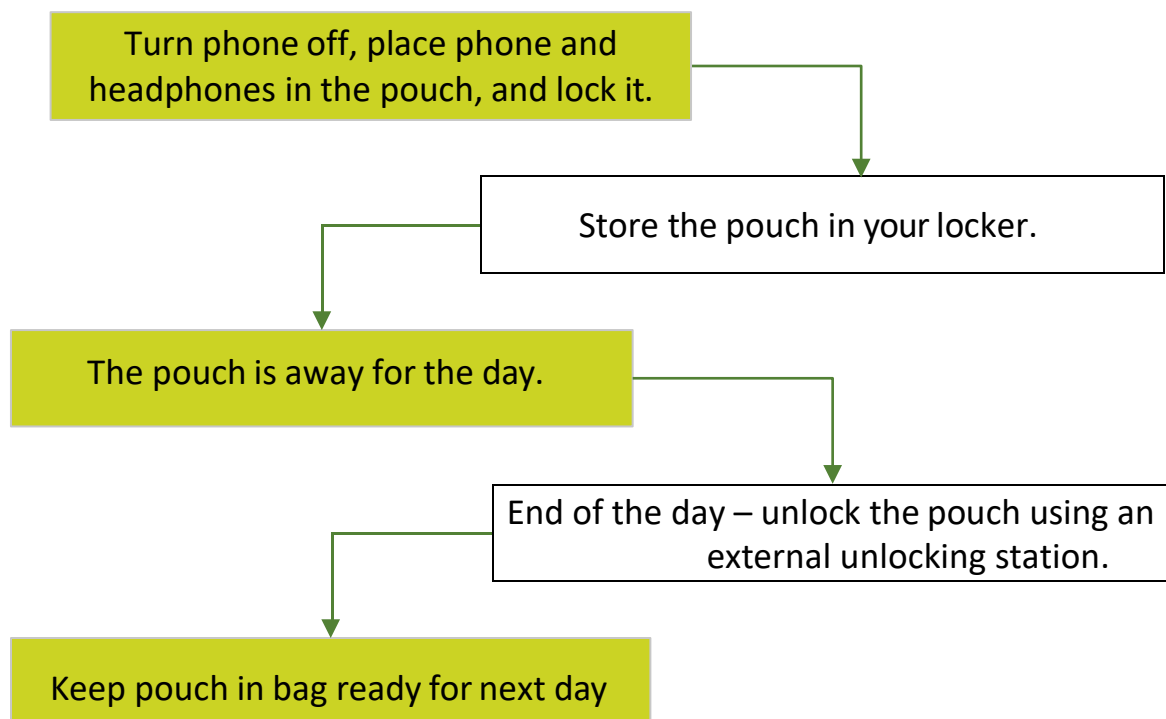 Turn phone off, place phone and
headphones in the pouch, and lock it.
Store the pouch in your locker.
The pouch is away for the day.
End of the day – unlock the pouch using an
external unlocking station.
Keep pouch in bag ready for next day